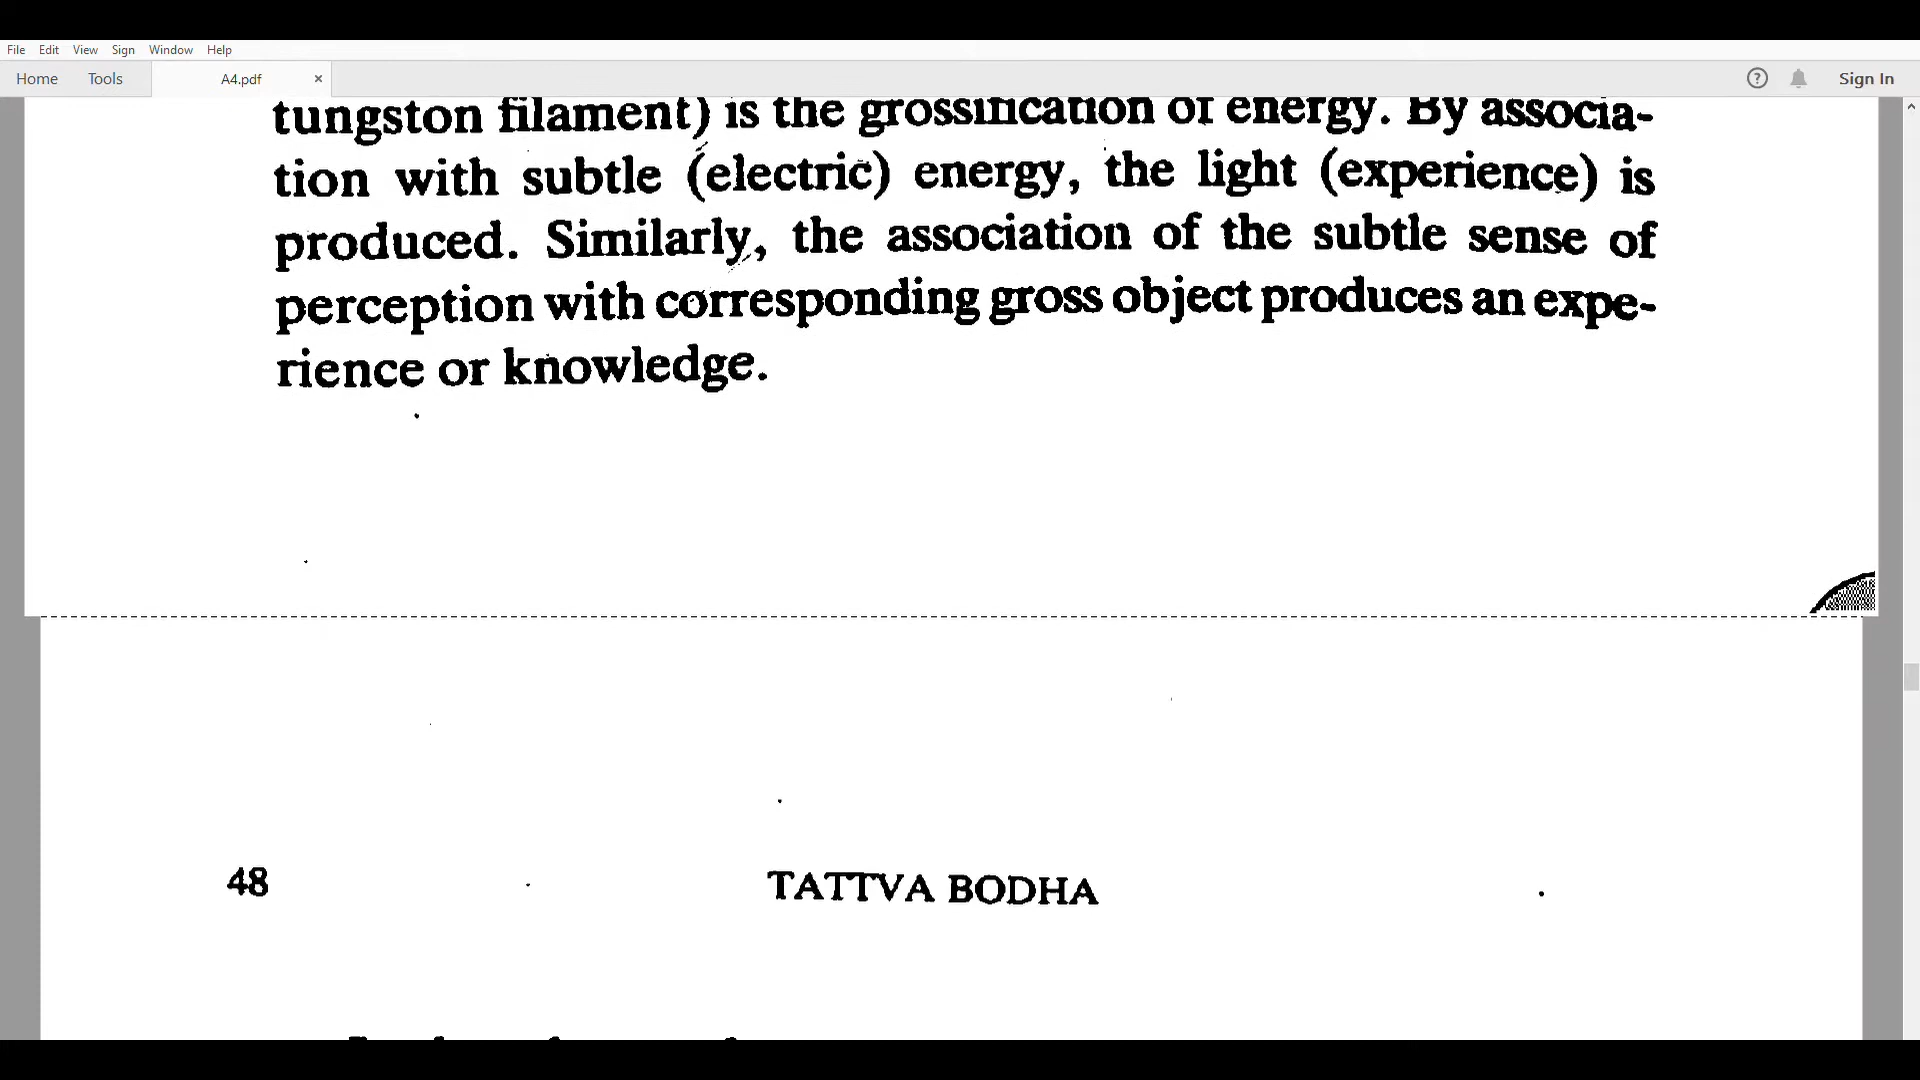 File Edit View Sign Window Help
Home Tools A4.pdf × ? Sign In
tungston filament) is the grossification of energy. By associa-
tion with subtle (electric) energy, the light (experience) is
produced. Similarly, the association of the subtle sense of
perception with corresponding gross object produces an expe-
rience or knowledge.
48 TATTVA BODHA